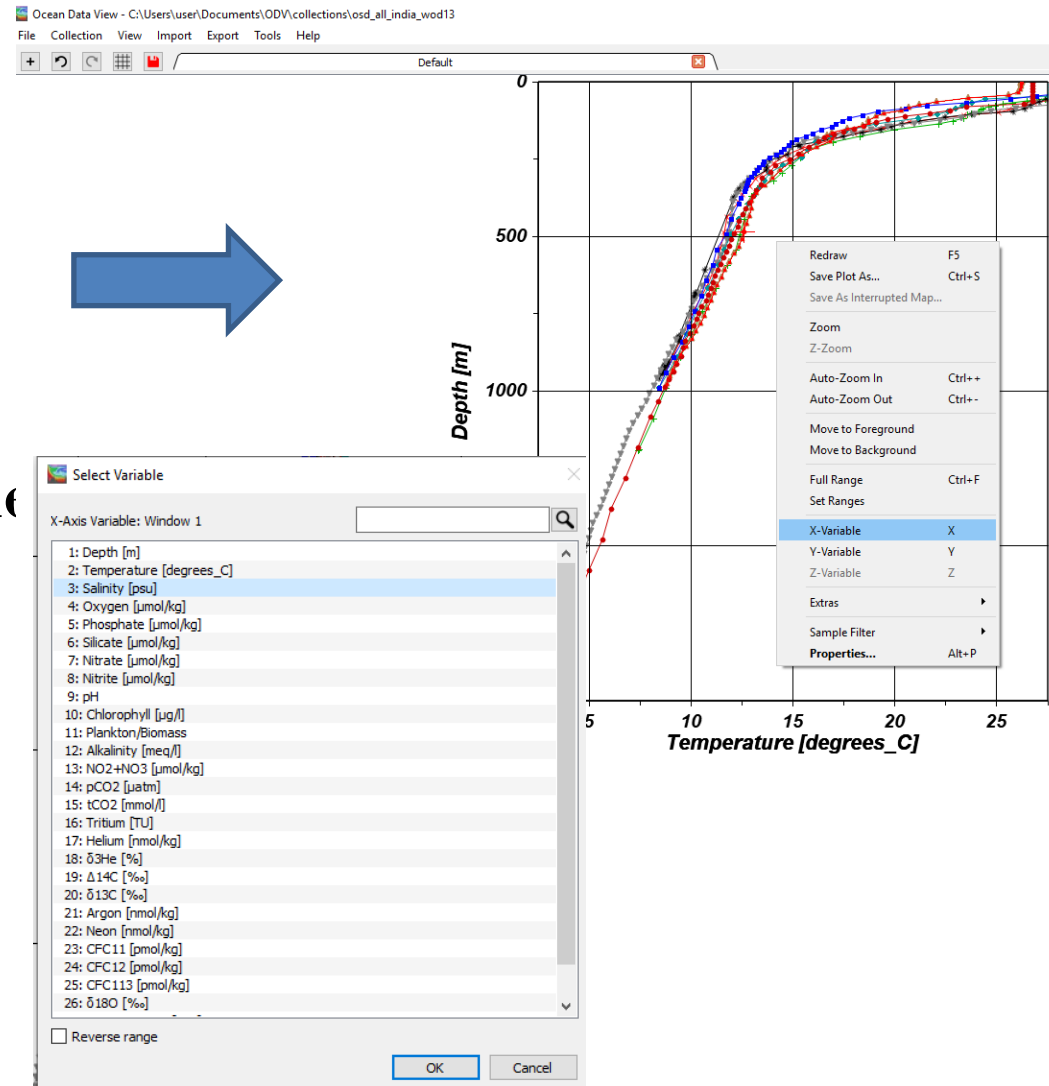 Ocean Data View - C:\Users\user\Documents\ODV\collections\osd_all_india_wod13
File Collection View Import Export Tools Help
Default
0
500
1000
Depth [m]
5 10 15 20 25
Temperature [degrees_C]
Redraw F5
Save Plot As... Ctrl+S
Save As Interrupted Map...
Zoom
Z-Zoom
Auto-Zoom In Ctrl++
Auto-Zoom Out Ctrl+-
Move to Foreground
Move to Background
Full Range Ctrl+F
Set Ranges
X-Variable X
Y-Variable Y
Z-Variable Z
Extras
Sample Filter
Properties... Alt+P
Select Variable
X-Axis Variable: Window 1
1: Depth [m]
2: Temperature [degrees_C]
3: Salinity [psu]
4: Oxygen [µmol/kg]
5: Phosphate [µmol/kg]
6: Silicate [µmol/kg]
7: Nitrate [µmol/kg]
8: Nitrite [µmol/kg]
9: pH
10: Chlorophyll [µg/l]
11: Plankton/Biomass
12: Alkalinity [meq/l]
13: NO2+NO3 [µmol/kg]
14: pCO2 [µatm]
15: tCO2 [mmol/l]
16: Tritium [TU]
17: Helium [nmol/kg]
18: δ3He [%]
19: Δ14C [‰]
20: δ13C [‰]
21: Argon [nmol/kg]
22: Neon [nmol/kg]
23: CFC11 [pmol/kg]
24: CFC12 [pmol/kg]
25: CFC113 [pmol/kg]
26: δ18O [‰]
Reverse range
OK Cancel